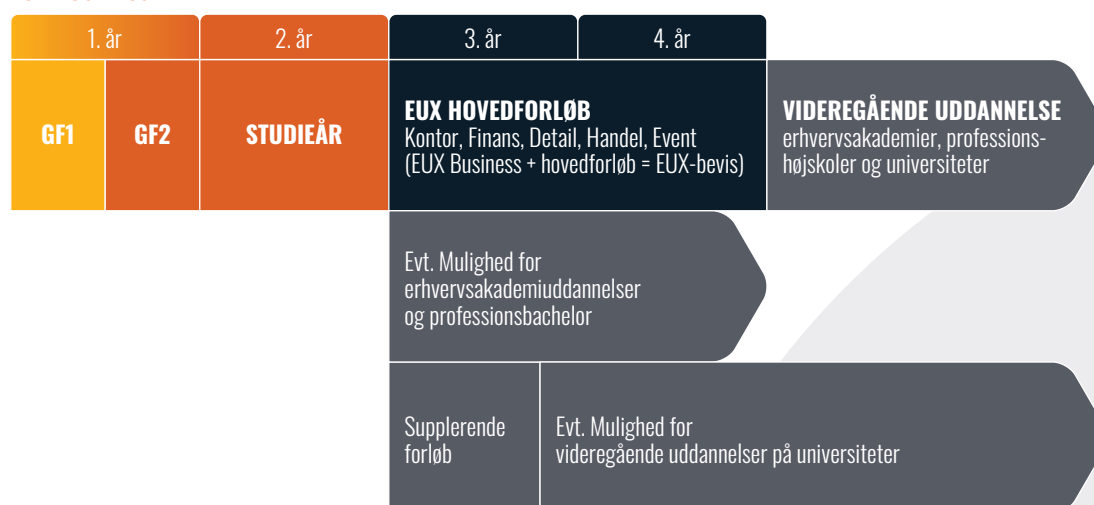 1. år
2. år
3. år
4. år
GF1
GF2
STUDIEÅR
EUX HOVEDFORLØB
Kontor, Finans, Detail, Handel, Event
(EUX Business + hovedforløb = EUX-bevis)
VIDEREGÅENDE UDDANNELSE
erhvervsakademier, professions-
højskoler og universiteter
Evt. Mulighed for
erhvervsakademiuddannelser
og professionsbachelor
Supplerende
forløb
Evt. Mulighed for
videregående uddannelser på universiteter